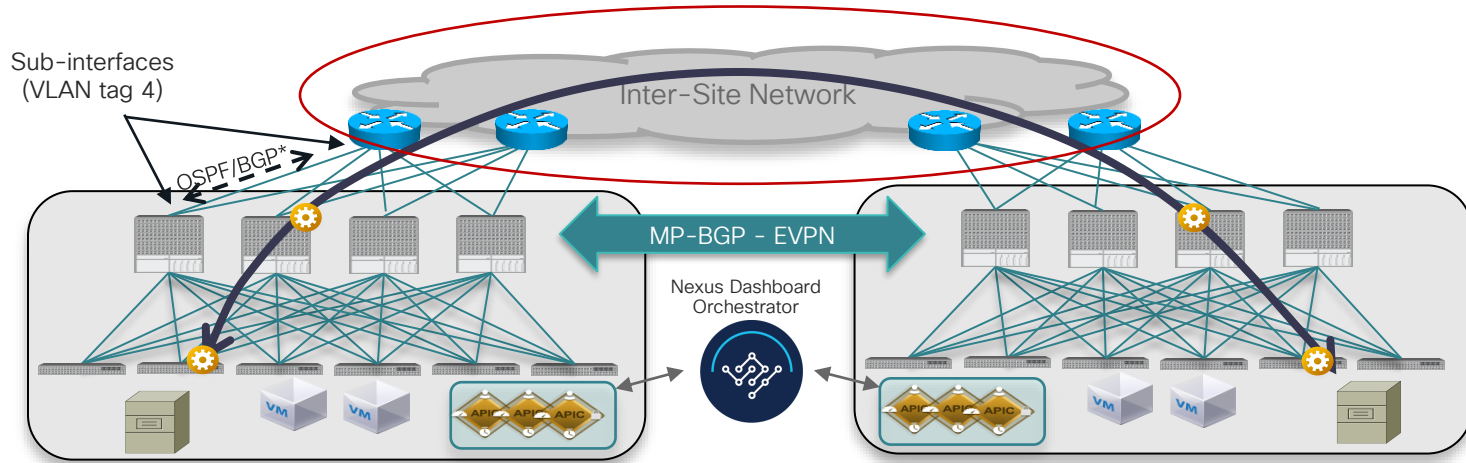 Sub-interfaces
(VLAN tag 4)
Inter-Site Network
OSPF/BGP*
MP-BGP - EVPN
Nexus Dashboard
Orchestrator
VM
VM
APIC
APIC
APIC
APIC
APIC
APIC
VM
VM